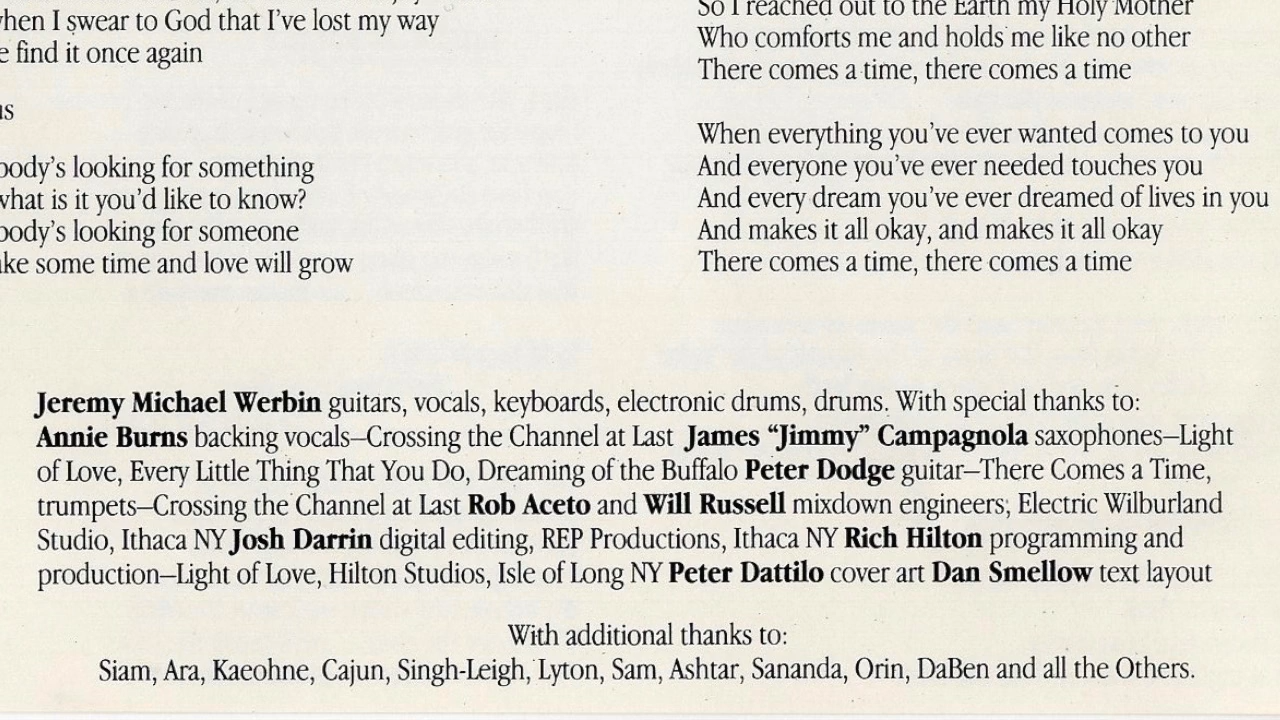 when I swear to God that I've lost my way
find it once again
us
body's looking for something
what is it you'd like to know?
body's looking for someone
ake some time and love will grow
So I reached out to the Earth my Holy Mother
Who comforts me and holds me like no other
There comes a time, there comes a time
When everything you've ever wanted comes to you
And everyone you've ever needed touches you
And every dream you've ever dreamed of lives in you
And makes it all okay, and makes it all okay
There comes a time, there comes a time
Jeremy Michael Werbin guitars, vocals, keyboards, electronic drums, drums. With special thanks to:
Annie Burns backing vocals–Crossing the Channel at Last James “Jimmy” Campagnola saxophones–Light
of Love, Every Little Thing That You Do, Dreaming of the Buffalo Peter Dodge guitar–There Comes a Time,
trumpets–Crossing the Channel at Last Rob Aceto and Will Russell mixdown engineers, Electric Wilburland
Studio, Ithaca NY Josh Darrin digital editing, REP Productions, Ithaca NY Rich Hilton programming and
production–Light of Love, Hilton Studios, Isle of Long NY Peter Dattilo cover art Dan Smellow text layout
With additional thanks to:
Siam, Ara, Kaeohne, Cajun, Singh-Leigh, Lyton, Sam, Ashtar, Sananda, Orin, DaBen and all the Others.